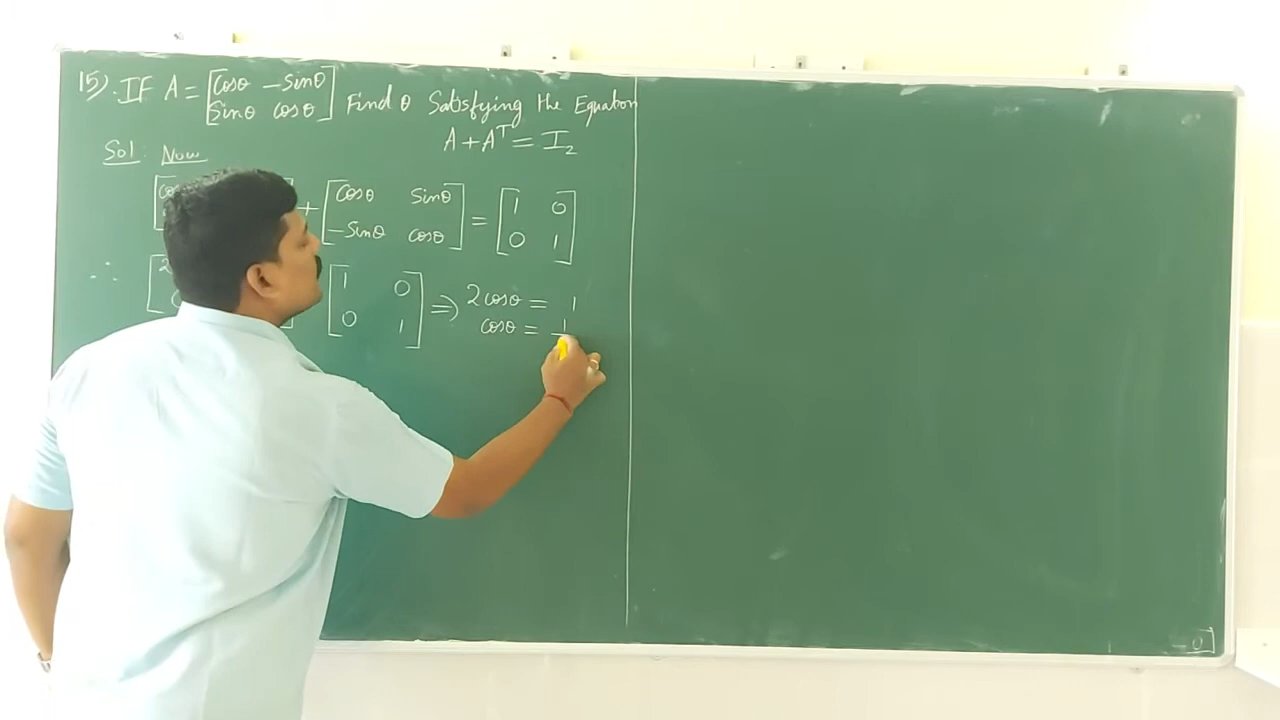 15). IF A = [cosθ -sinθ Find θ Satisfying the Equation
sinθ cosθ]
A + Aᵀ = I₂
Sol: Now
+ [cosθ sinθ = [1 0
-sinθ cosθ] 0 1]
∴ [2 [1 0 ⇒ 2cosθ = 1
0 1] cosθ = 1